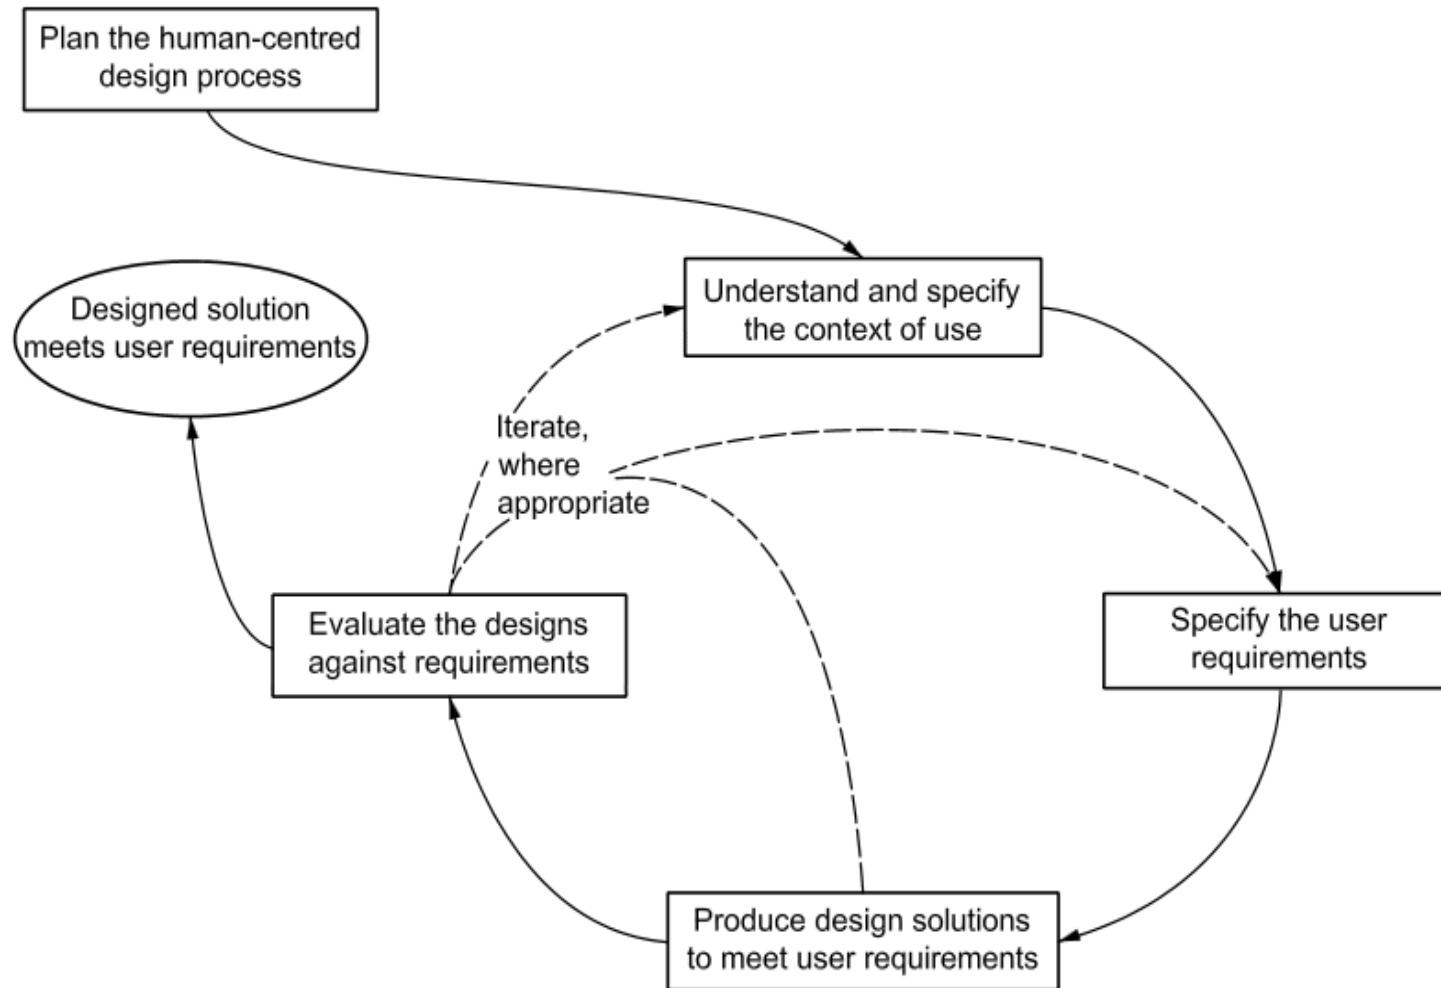 Plan the human-centred
design process
Understand and specify
the context of use
Designed solution
meets user requirements
Iterate,
where
appropriate
Evaluate the designs
against requirements
Specify the user
requirements
Produce design solutions
to meet user requirements